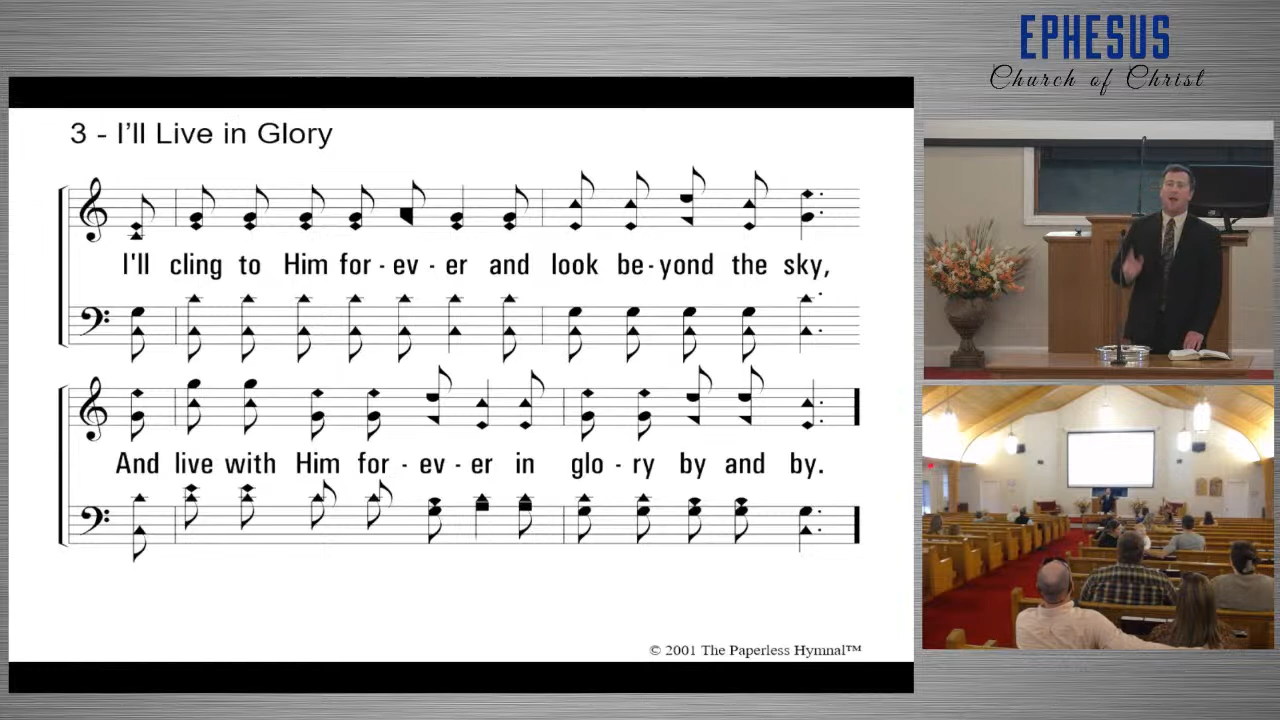 EPHESUS
Church of Christ
3 - I'll Live in Glory
I'll cling to Him for - ev - er and look be - yond the sky,
And live with Him for - ev - er in glo - ry by and by.
© 2001 The Paperless Hymnal™